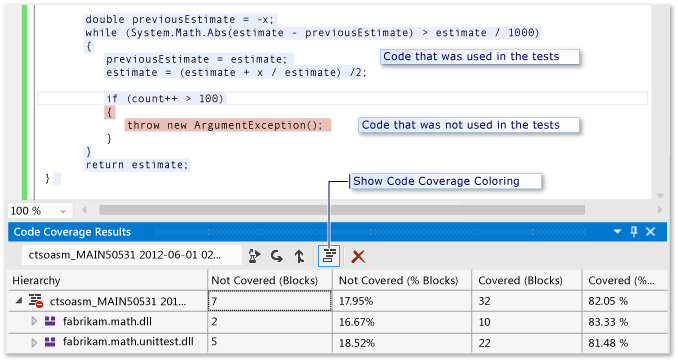 double previousEstimate = -x;
while (System.Math.Abs(estimate - previousEstimate) > estimate / 1000)
{
previousEstimate = estimate;
estimate = (estimate + x / estimate) /2;
Code that was used in the tests
if (count++ > 100)
{
throw new ArgumentException();
Code that was not used in the tests
}
}
return estimate;
}
Show Code Coverage Coloring
100 %
Code Coverage Results
ctsoasm_MAIN50531 2012-06-01 02...
Hierarchy Not Covered (Blocks) Not Covered (% Blocks) Covered (Blocks) Covered (%...
ctsoasm_MAIN50531 201... 7 17.95% 32 82.05 %
fabrikam.math.dll 2 16.67% 10 83.33 %
fabrikam.math.unittest.dll 5 18.52% 22 81.48 %